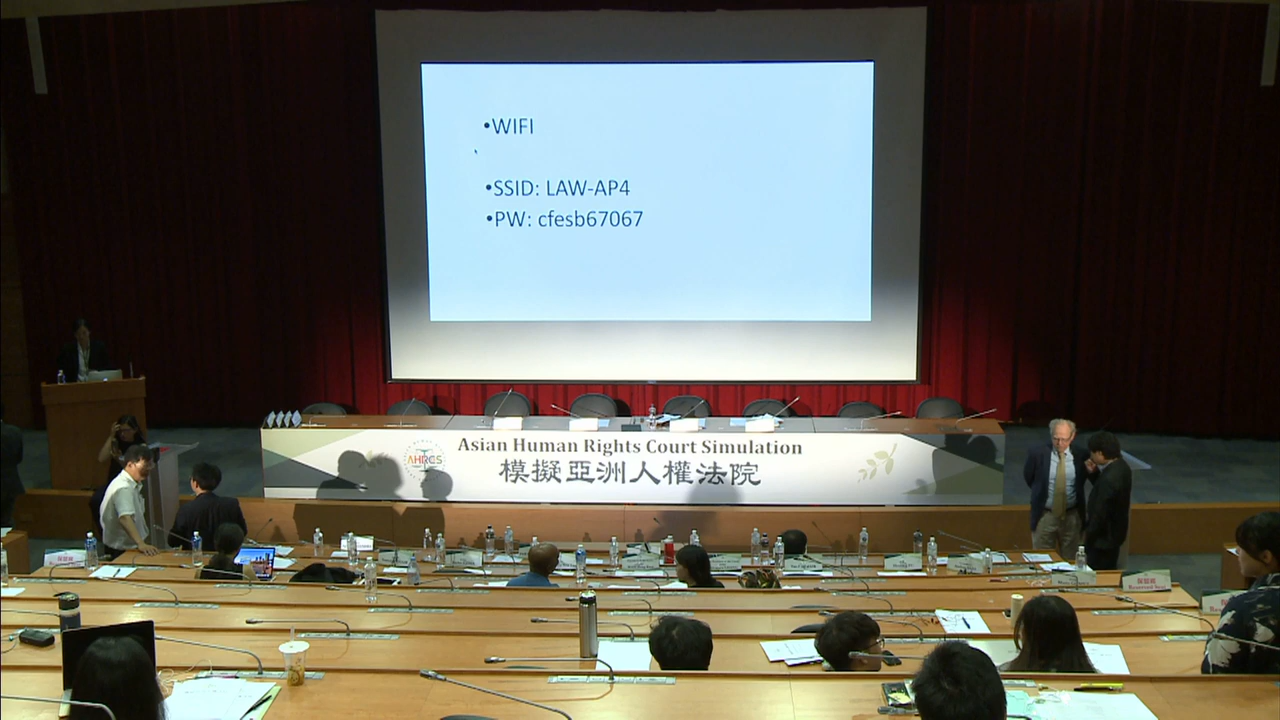 •WIFI
•SSID: LAW-AP4
•PW: cfesb67067
AHRCS
Asian Human Rights Court Simulation
模擬亞洲人權法院